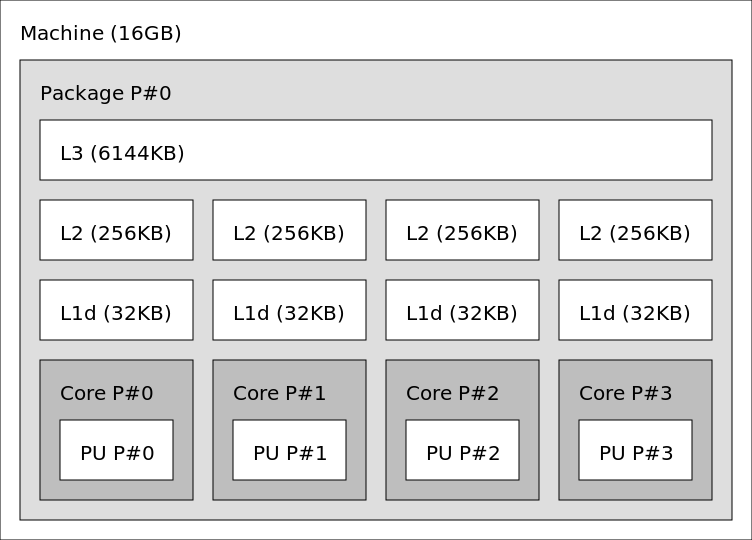 Machine (16GB)
Package P#0
L3 (6144KB)
L2 (256KB) L2 (256KB) L2 (256KB) L2 (256KB)
L1d (32KB) L1d (32KB) L1d (32KB) L1d (32KB)
Core P#0 Core P#1 Core P#2 Core P#3
PU P#0 PU P#1 PU P#2 PU P#3